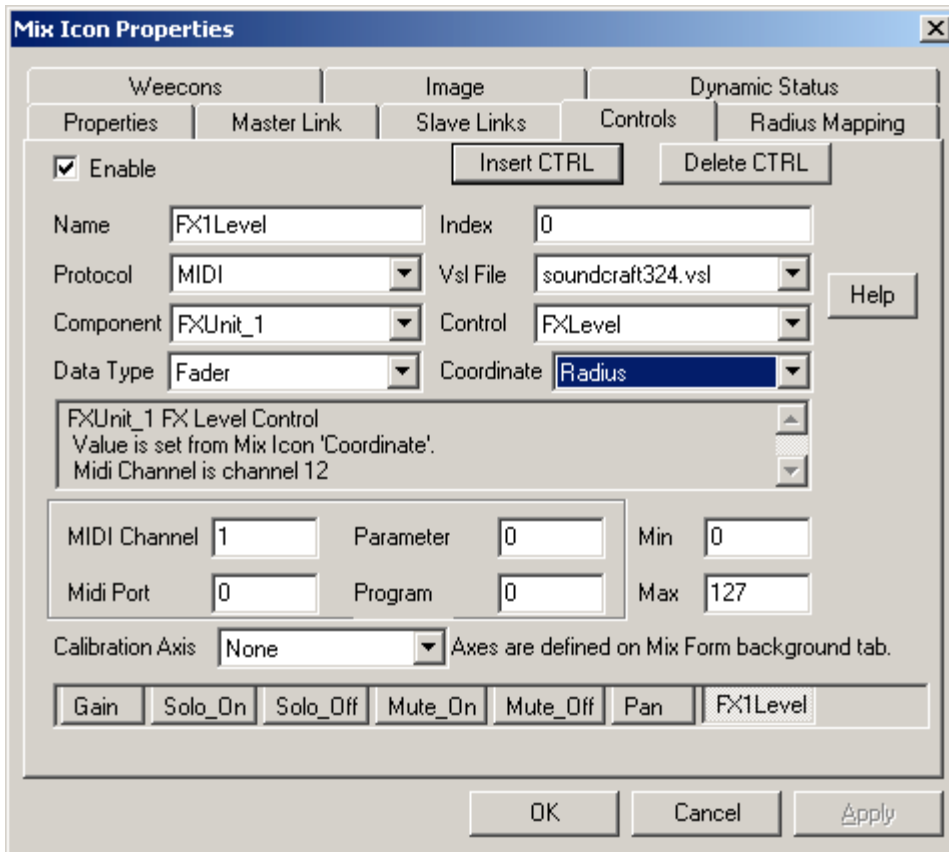 Mix Icon Properties
Weecons Image Dynamic Status
Properties Master Link Slave Links Controls Radius Mapping
Enable Insert CTRL Delete CTRL
Name FX1Level Index 0
Protocol MIDI Vsl File soundcraft324.vsl
Help
Component FXUnit_1 Control FXLevel
Data Type Fader Coordinate Radius
FXUnit_1 FX Level Control
Value is set from Mix Icon 'Coordinate'.
Midi Channel is channel 12
MIDI Channel 1 Parameter 0 Min 0
Midi Port 0 Program 0 Max 127
Calibration Axis None Axes are defined on Mix Form background tab.
Gain Solo_On Solo_Off Mute_On Mute_Off Pan FX1Level
OK Cancel Apply